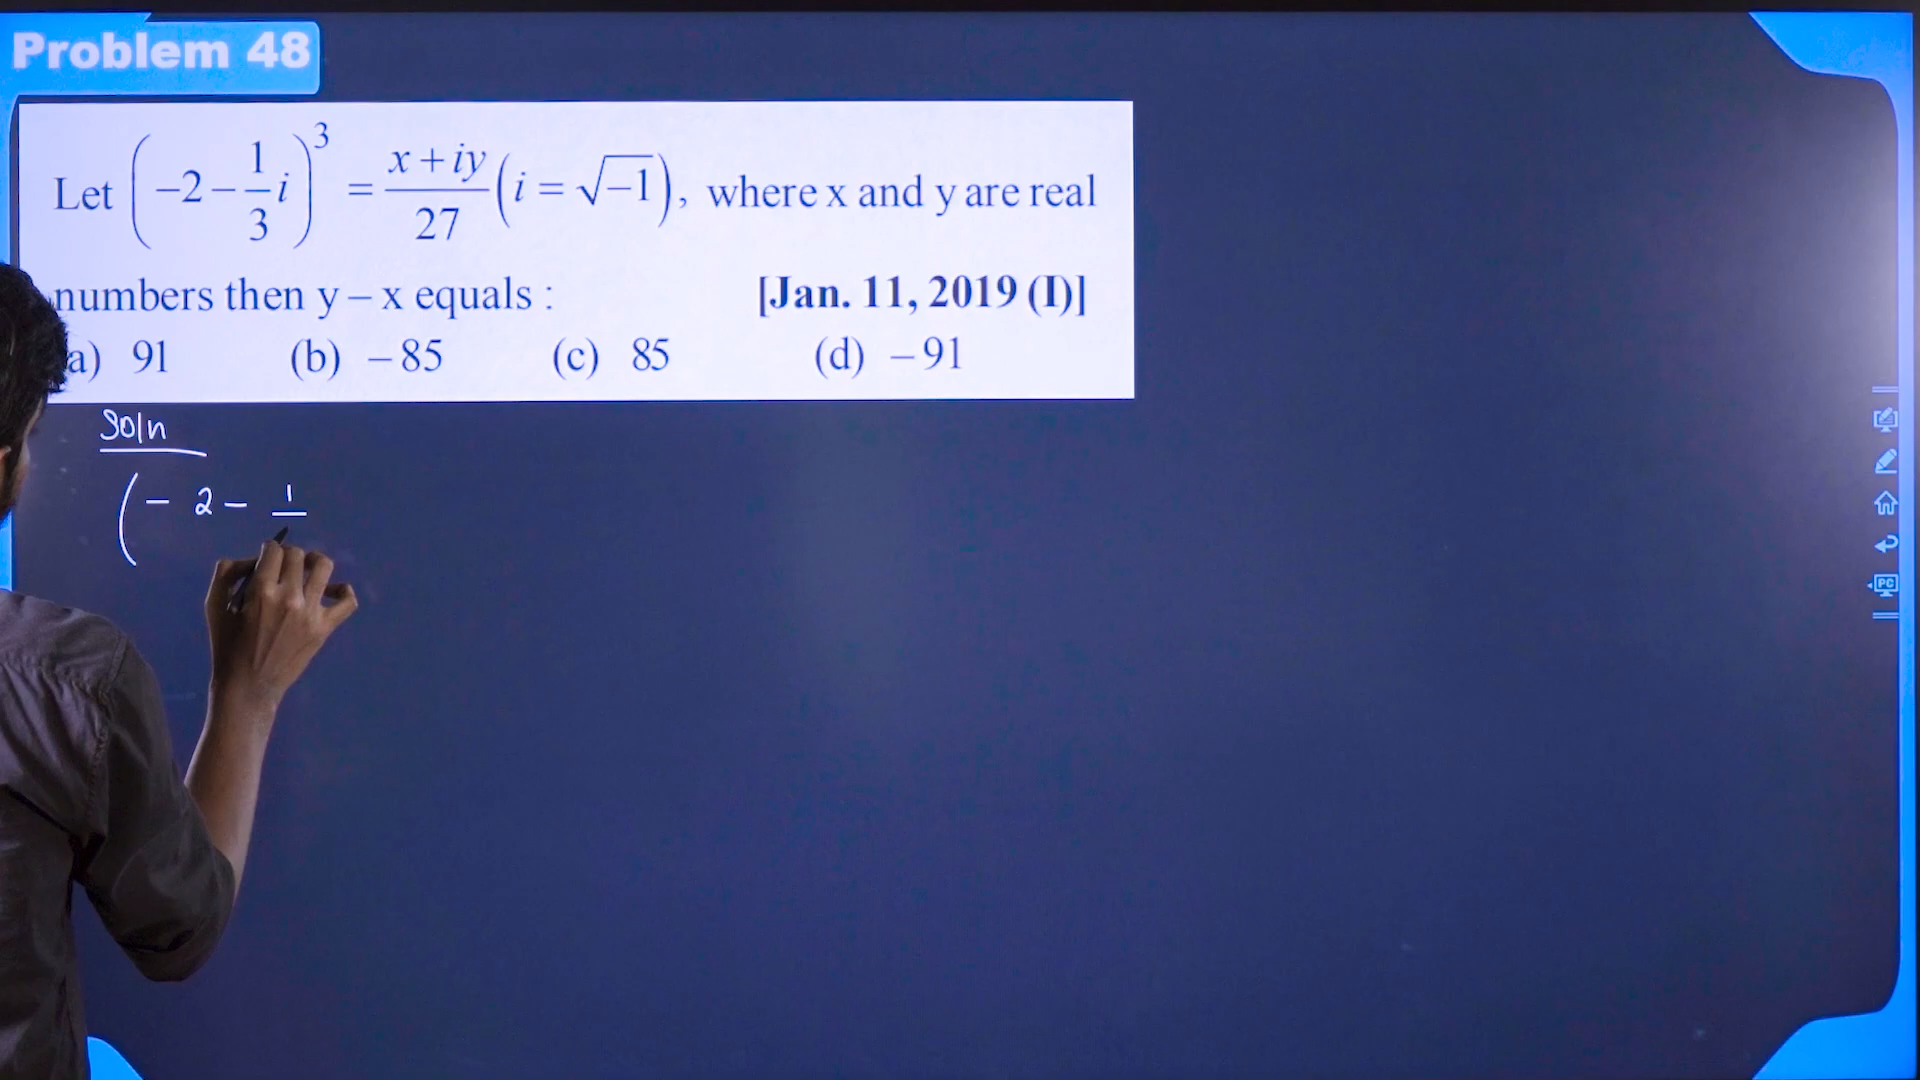 Problem 48
Let (−2−1/3 i)³ = x+iy/27 (i = √−1), where x and y are real
numbers then y – x equals : [Jan. 11, 2019 (I)]
a) 91 (b) – 85 (c) 85 (d) – 91
Soln
(- 2 - 1
PC